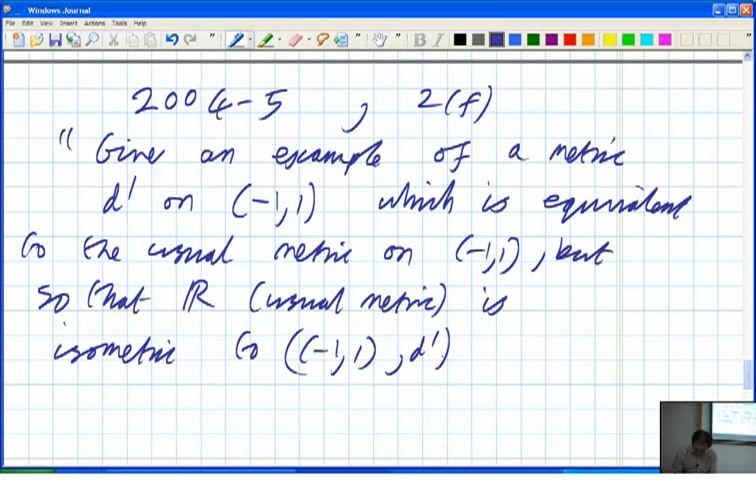 Windows Journal
File Edit View Insert Actions Tools Help
B I
2004-5 , 2(f)
"Give an example of a metric
d' on (-1,1) which is equivalent
to the usual metric on (-1,1), but
so that ℝ (usual metric) is
isometric to ((-1,1), d')